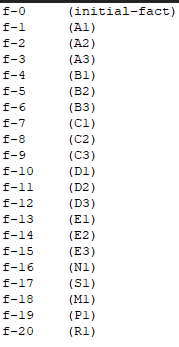 f-0 (initial-fact)
f-1 (A1)
f-2 (A2)
f-3 (A3)
f-4 (B1)
f-5 (B2)
f-6 (B3)
f-7 (C1)
f-8 (C2)
f-9 (C3)
f-10 (D1)
f-11 (D2)
f-12 (D3)
f-13 (E1)
f-14 (E2)
f-15 (E3)
f-16 (N1)
f-17 (S1)
f-18 (M1)
f-19 (P1)
f-20 (R1)